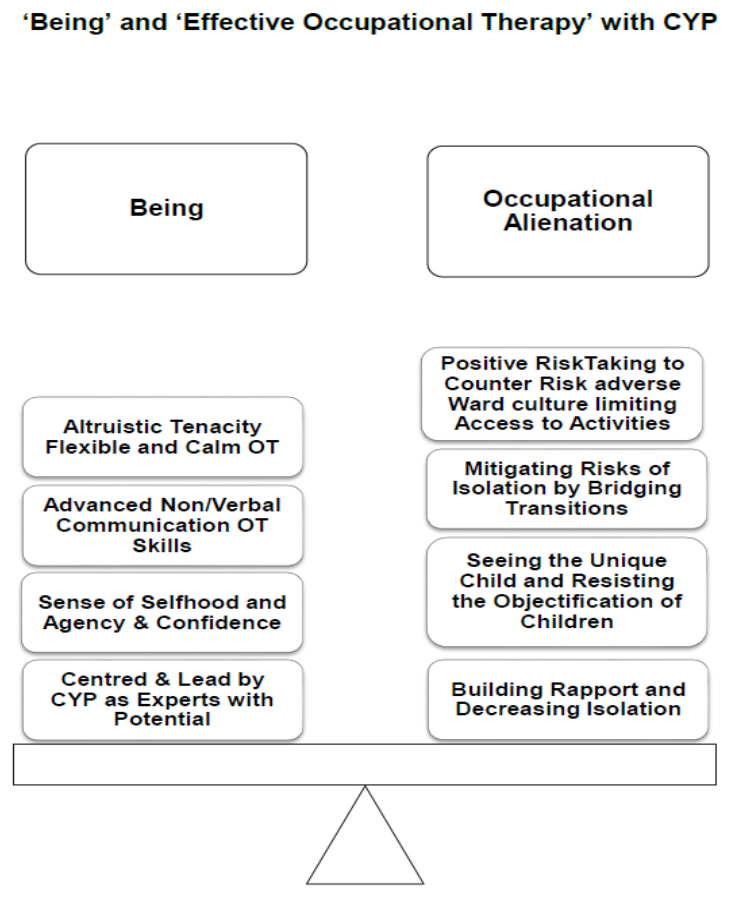 ‘Being’ and ‘Effective Occupational Therapy’ with CYP
Being
Occupational
Alienation
Altruistic Tenacity
Flexible and Calm OT
Advanced Non/Verbal
Communication OT
Skills
Sense of Selfhood and
Agency & Confidence
Centred & Lead by
CYP as Experts with
Potential
Positive RiskTaking to
Counter Risk adverse
Ward culture limiting
Access to Activities
Mitigating Risks of
Isolation by Bridging
Transitions
Seeing the Unique
Child and Resisting
the Objectification of
Children
Building Rapport and
Decreasing Isolation